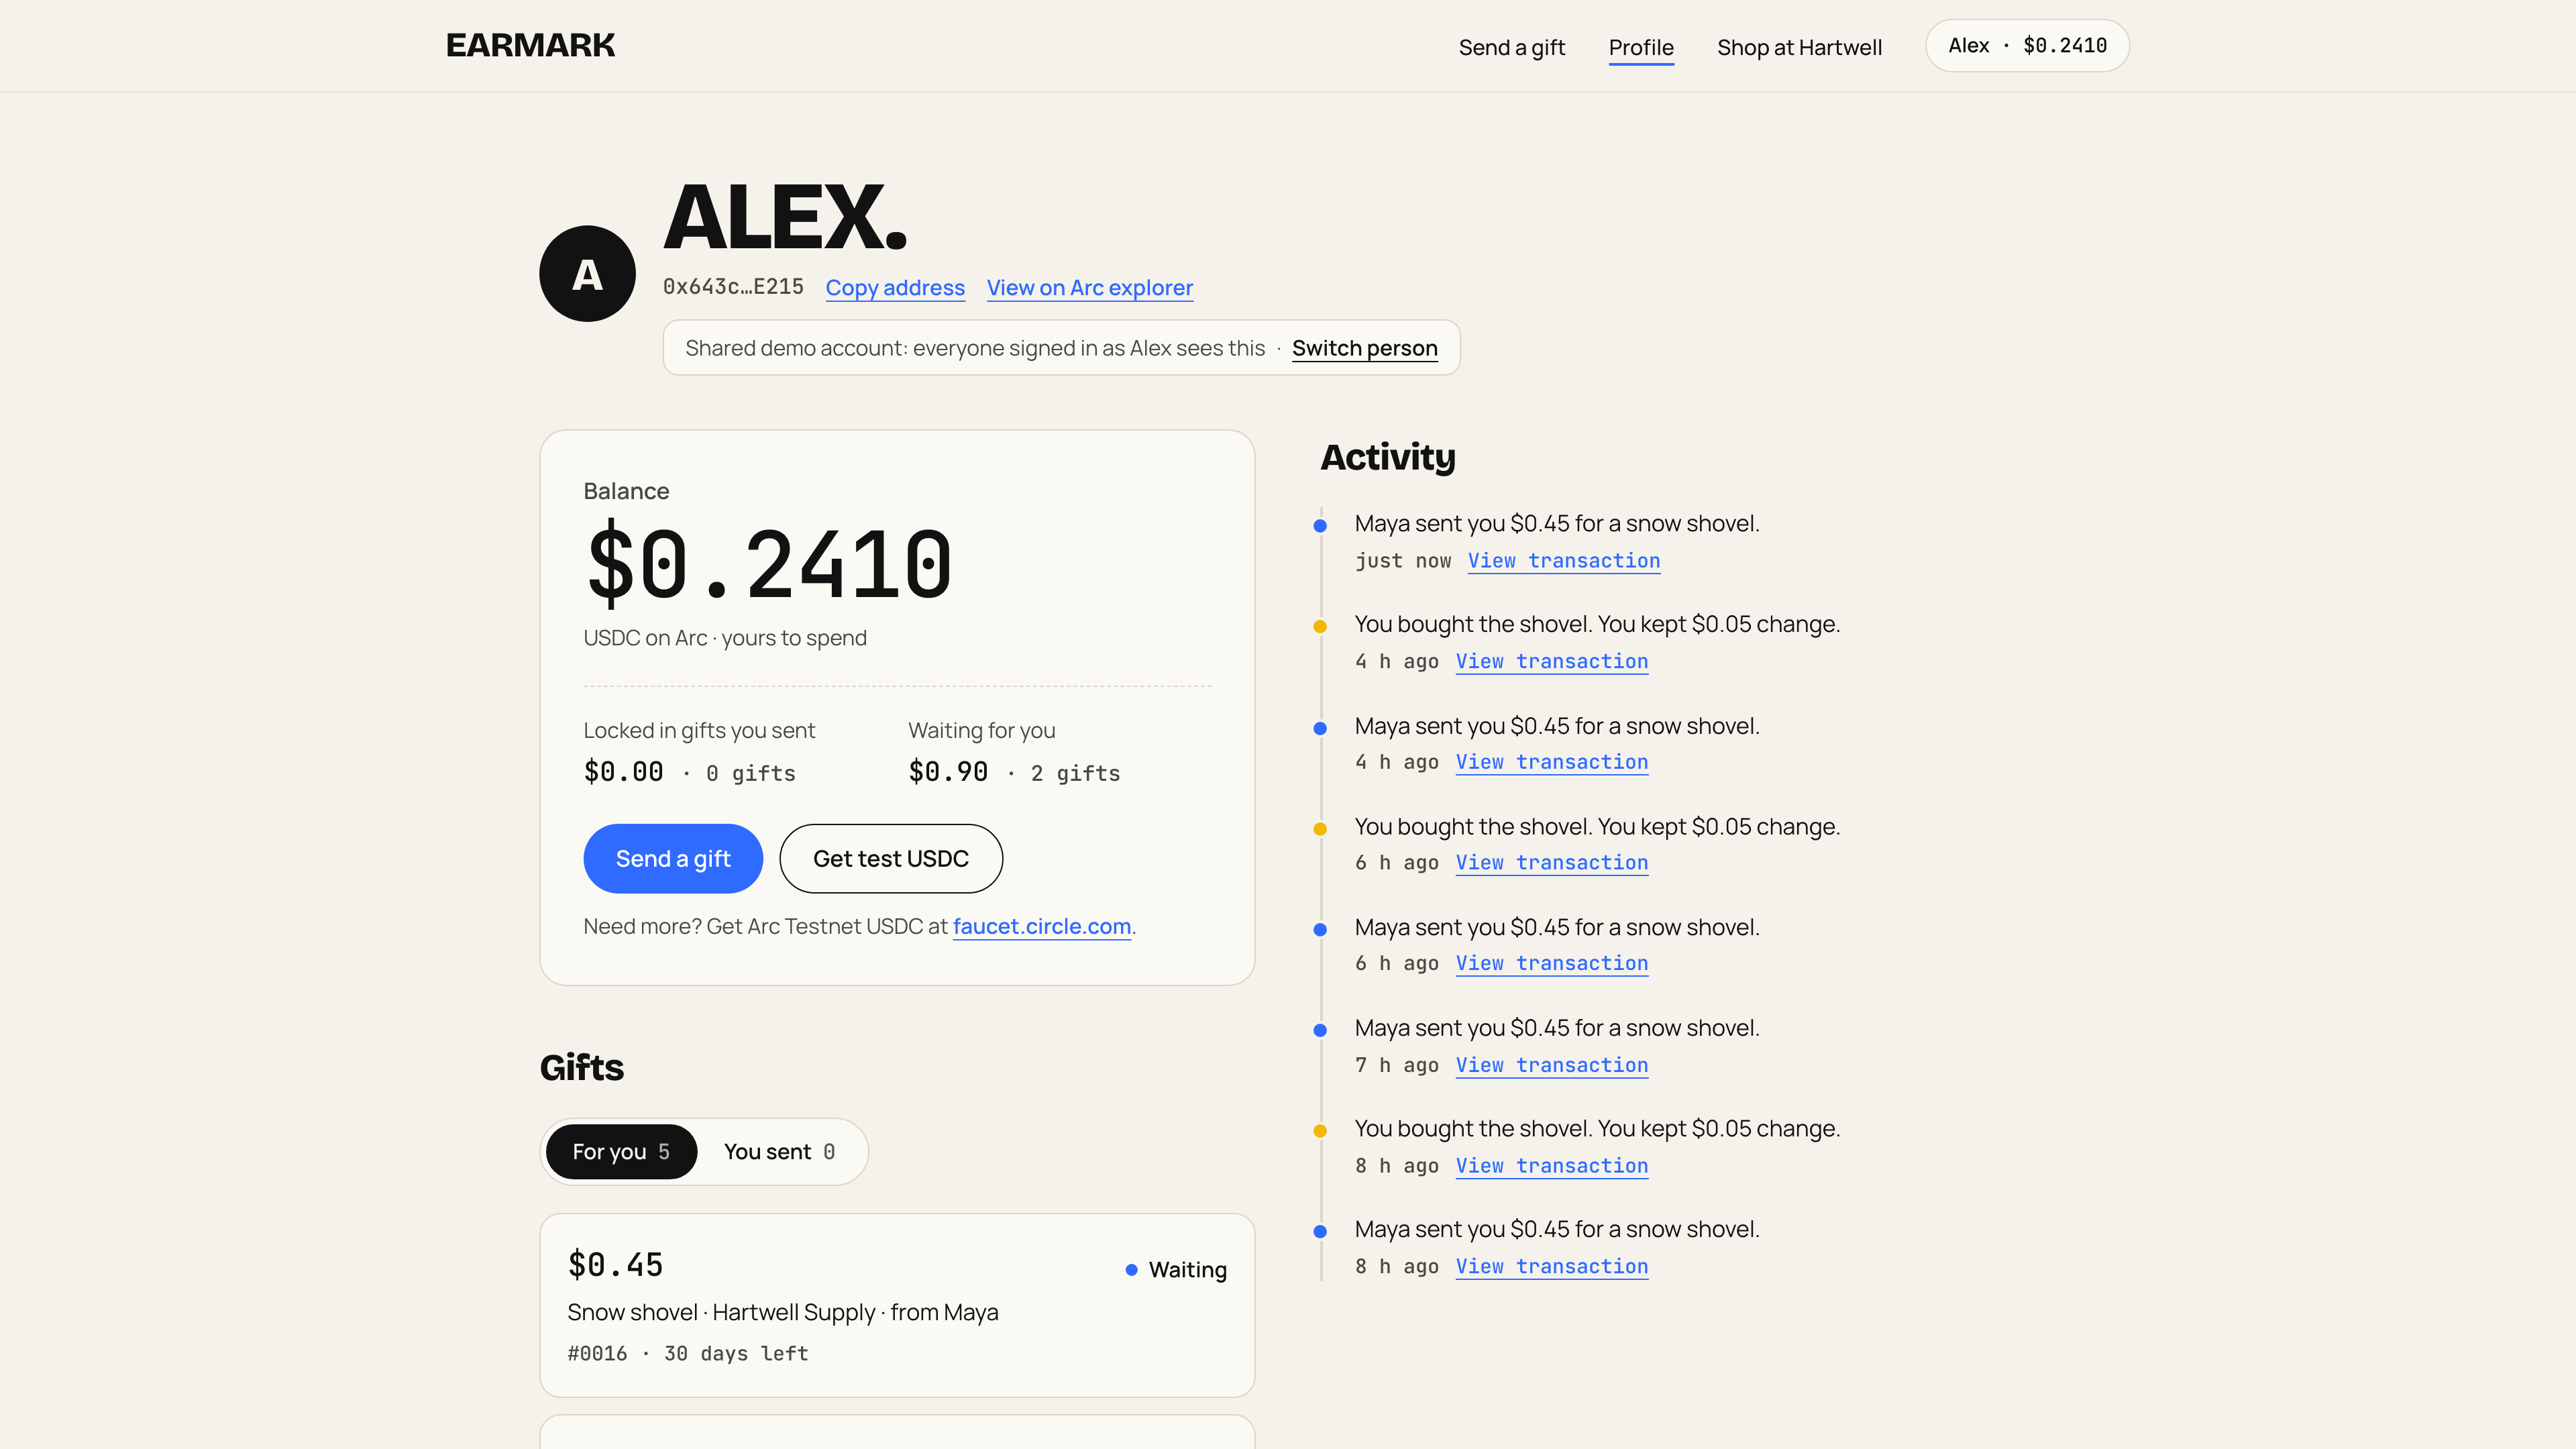 EARMARK
Send a gift
Profile
Shop at Hartwell
Alex · $0.2410
A
ALEX.
0x643c…E215 Copy address View on Arc explorer
Shared demo account: everyone signed in as Alex sees this · Switch person
Balance
$0.2410
USDC on Arc · yours to spend
Locked in gifts you sent
$0.00 · 0 gifts
Waiting for you
$0.90 · 2 gifts
Send a gift
Get test USDC
Need more? Get Arc Testnet USDC at faucet.circle.com.
Gifts
For you 5
You sent 0
$0.45
Waiting
Snow shovel · Hartwell Supply · from Maya
#0016 · 30 days left
Activity
Maya sent you $0.45 for a snow shovel.
just now View transaction
You bought the shovel. You kept $0.05 change.
4 h ago View transaction
Maya sent you $0.45 for a snow shovel.
4 h ago View transaction
You bought the shovel. You kept $0.05 change.
6 h ago View transaction
Maya sent you $0.45 for a snow shovel.
6 h ago View transaction
Maya sent you $0.45 for a snow shovel.
7 h ago View transaction
You bought the shovel. You kept $0.05 change.
8 h ago View transaction
Maya sent you $0.45 for a snow shovel.
8 h ago View transaction